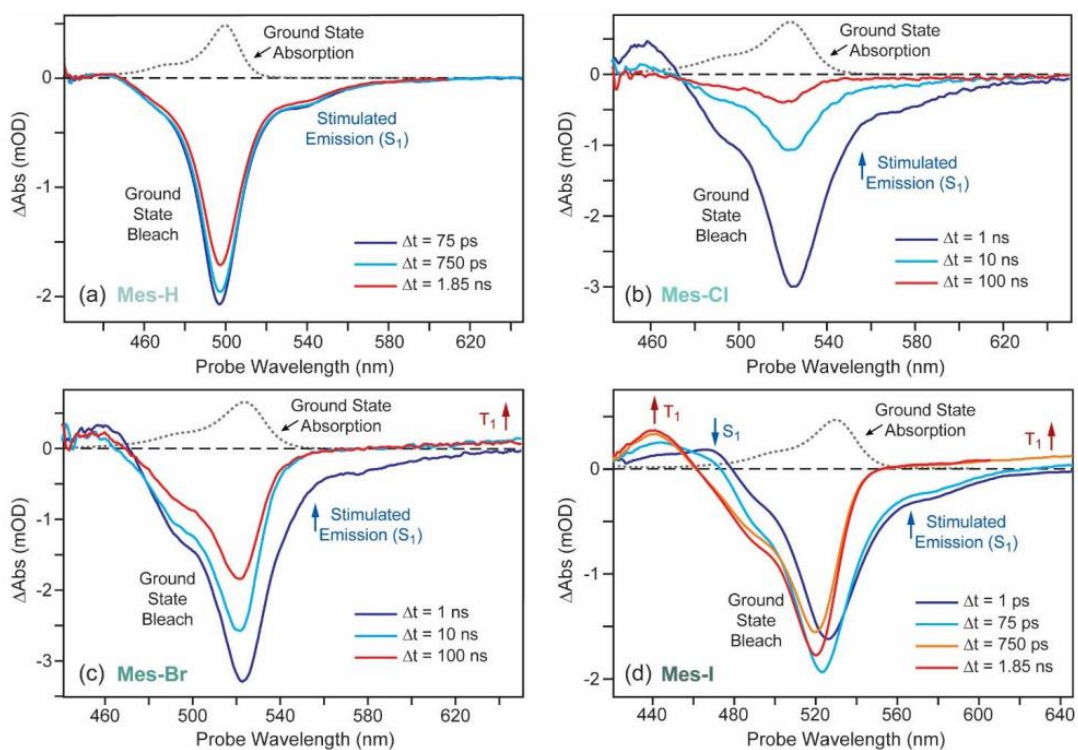 Ground State
Absorption
Stimulated
Emission (S1)
Ground
State
Bleach
Δt = 75 ps
Δt = 750 ps
Δt = 1.85 ns
(a) Mes-H
ΔAbs (mOD)
0
-1
-2
460 500 540 580 620
Probe Wavelength (nm)
Ground State
Absorption
Stimulated
Emission (S1)
Ground
State
Bleach
Δt = 1 ns
Δt = 10 ns
Δt = 100 ns
(b) Mes-Cl
ΔAbs (mOD)
0
-1
-2
-3
460 500 540 580 620
Probe Wavelength (nm)
Ground State
Absorption
T1
Stimulated
Emission (S1)
Ground
State
Bleach
Δt = 1 ns
Δt = 10 ns
Δt = 100 ns
(c) Mes-Br
ΔAbs (mOD)
0
-1
-2
-3
460 500 540 580 620
Probe Wavelength (nm)
T1
S1
Ground State
Absorption
T1
Stimulated
Emission (S1)
Ground
State
Bleach
Δt = 1 ps
Δt = 75 ps
Δt = 750 ps
Δt = 1.85 ns
(d) Mes-I
ΔAbs (mOD)
0
-1
-2
440 480 520 560 600 640
Probe Wavelength (nm)